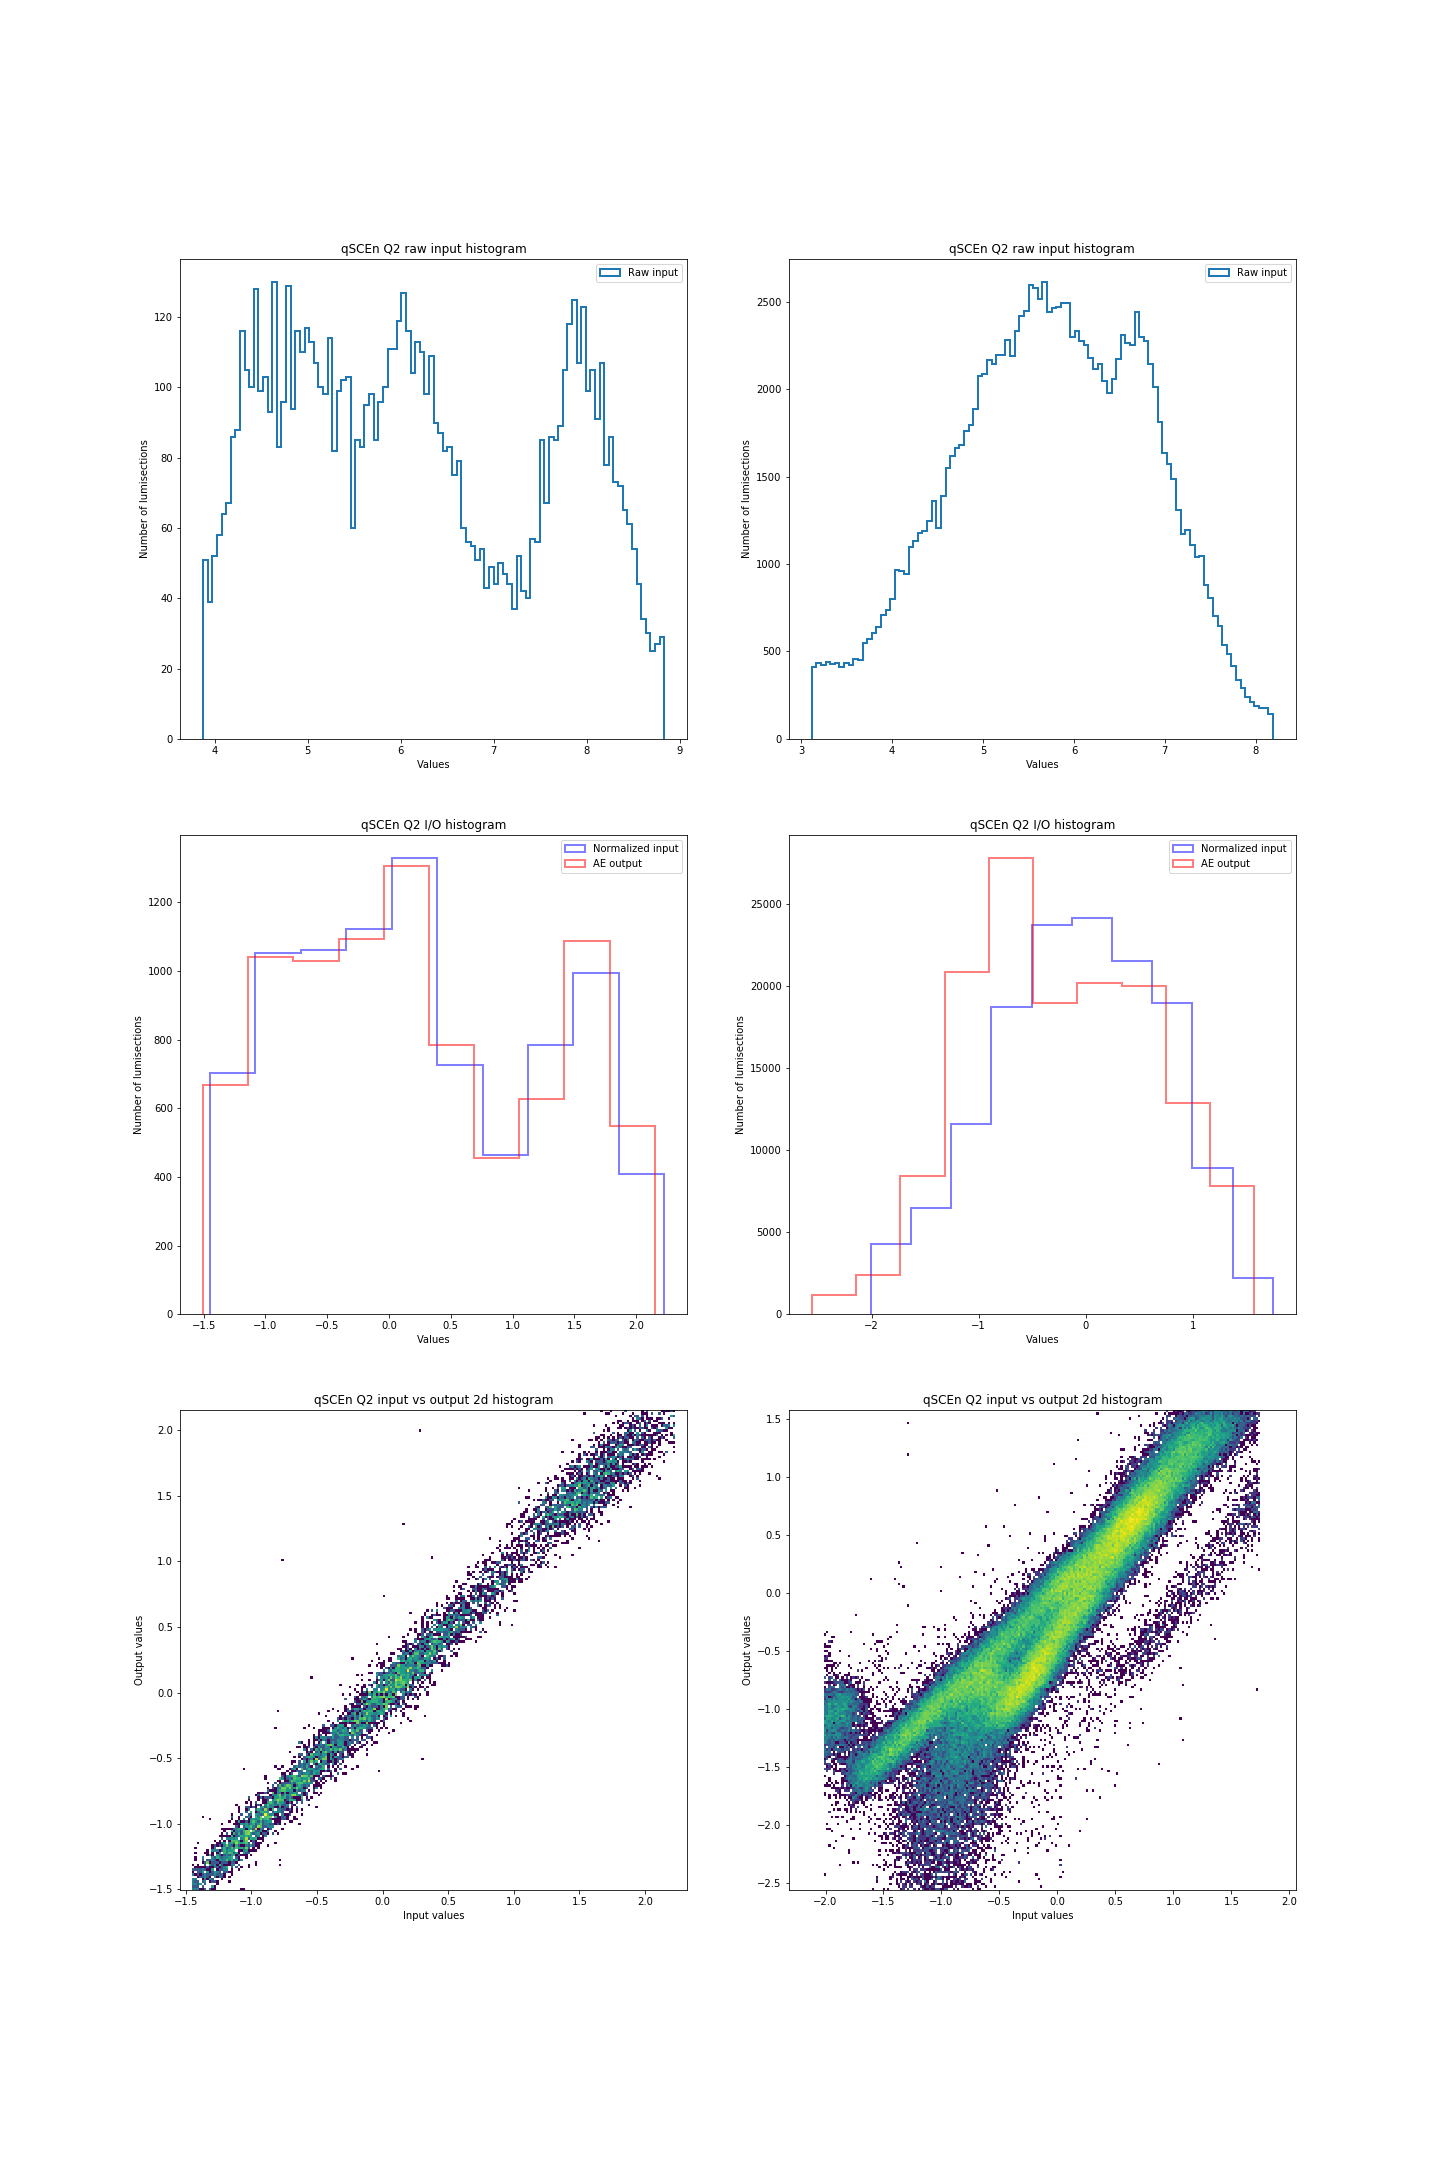 qSCEn Q2 raw input histogram
Raw input
120
100
80
60
40
20
0
Number of lumisections
4 5 6 7 8 9
Values
qSCEn Q2 raw input histogram
Raw input
2500
2000
1500
1000
500
0
Number of lumisections
3 4 5 6 7 8
Values
qSCEn Q2 I/O histogram
Normalized input
AE output
1200
1000
800
600
400
200
0
Number of lumisections
−1.5 −1.0 −0.5 0.0 0.5 1.0 1.5 2.0
Values
qSCEn Q2 I/O histogram
Normalized input
AE output
25000
20000
15000
10000
5000
0
Number of lumisections
−2 −1 0 1
Values
qSCEn Q2 input vs output 2d histogram
2.0
1.5
1.0
0.5
0.0
−0.5
−1.0
−1.5
Output values
−1.5 −1.0 −0.5 0.0 0.5 1.0 1.5 2.0
Input values
qSCEn Q2 input vs output 2d histogram
1.5
1.0
0.5
0.0
−0.5
−1.0
−1.5
−2.0
−2.5
Output values
−2.0 −1.5 −1.0 −0.5 0.0 0.5 1.0 1.5 2.0
Input values